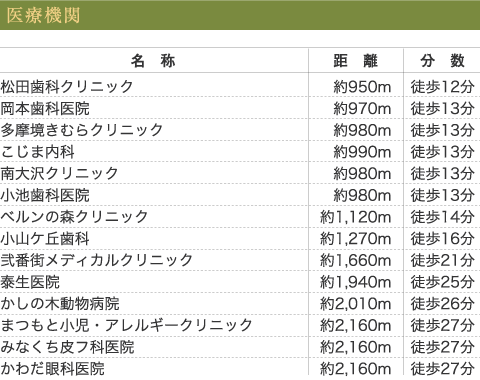 医療機関
名 称 距 離 分 数
松田歯科クリニック 約950m 徒歩12分
岡本歯科医院 約970m 徒歩13分
多摩境きむらクリニック 約980m 徒歩13分
こじま内科 約990m 徒歩13分
南大沢クリニック 約980m 徒歩13分
小池歯科医院 約980m 徒歩13分
ベルンの森クリニック 約1,120m 徒歩14分
小山ケ丘歯科 約1,270m 徒歩16分
弐番街メディカルクリニック 約1,660m 徒歩21分
泰生医院 約1,940m 徒歩25分
かしの木動物病院 約2,010m 徒歩26分
まつもと小児・アレルギークリニック 約2,160m 徒歩27分
みなくち皮フ科医院 約2,160m 徒歩27分
かわだ眼科医院 約2,160m 徒歩27分